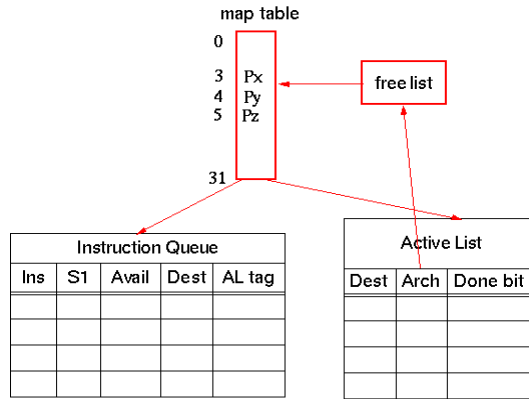 map table
0
3 Px
free list
4 Py
5 Pz
31
Instruction Queue
Ins S1 Avail Dest AL tag
Active List
Dest Arch Done bit